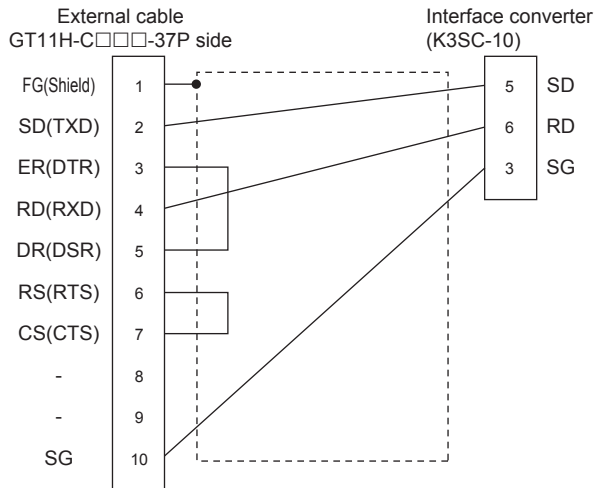 External cable
GT11H-C□□□-37P side
Interface converter
(K3SC-10)
FG(Shield) 1 5 SD
SD(TXD) 2 6 RD
ER(DTR) 3 3 SG
RD(RXD) 4
DR(DSR) 5
RS(RTS) 6
CS(CTS) 7
- 8
- 9
SG 10